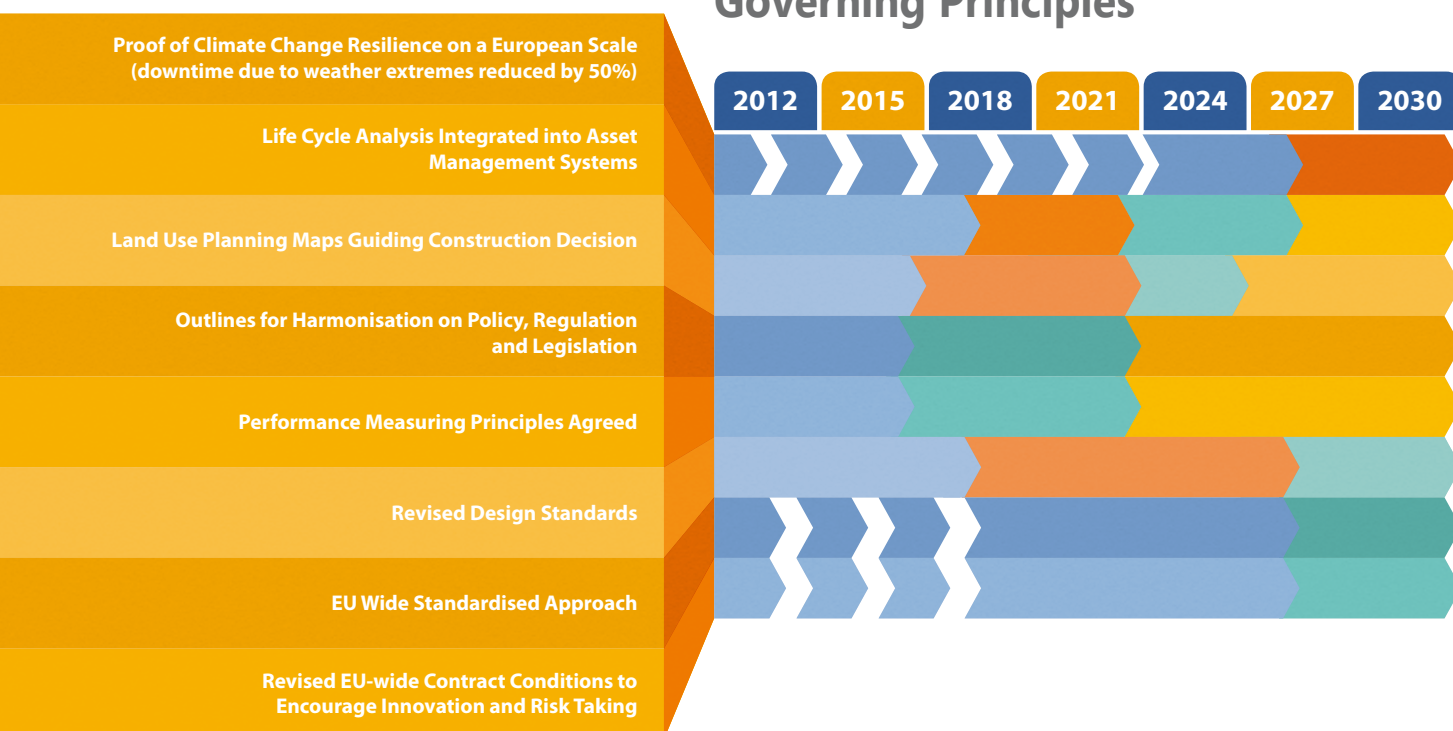 Governing Principles
Proof of Climate Change Resilience on a European Scale
(downtime due to weather extremes reduced by 50%)
2012 2015 2018 2021 2024 2027 2030
Life Cycle Analysis Integrated into Asset
Management Systems
Land Use Planning Maps Guiding Construction Decision
Outlines for Harmonisation on Policy, Regulation
and Legislation
Performance Measuring Principles Agreed
Revised Design Standards
EU Wide Standardised Approach
Revised EU-wide Contract Conditions to
Encourage Innovation and Risk Taking